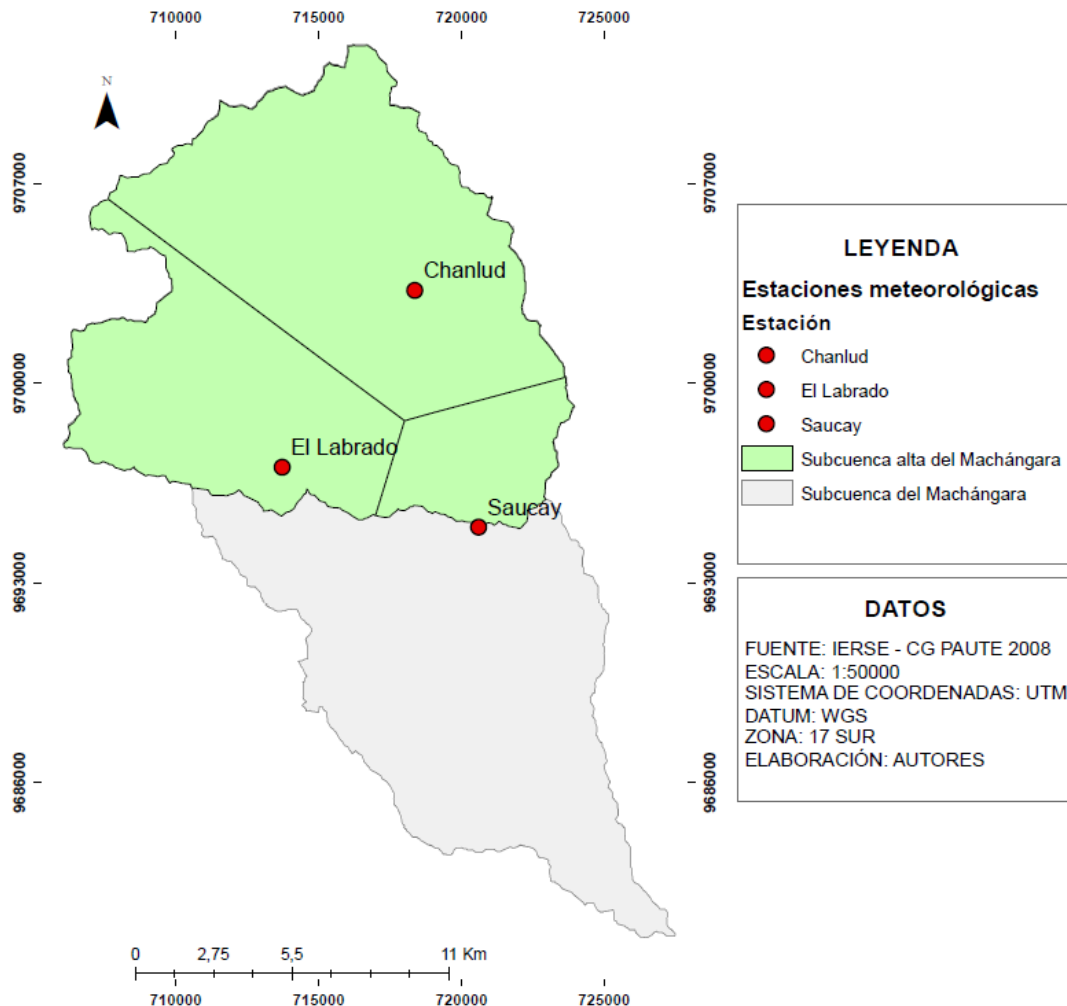 710000 715000 720000 725000
N
9707000 9707000
Chanlud
9700000 9700000
El Labrado
Saucay
9693000 9693000
9686000 9686000
0 2,75 5,5 11 Km
710000 715000 720000 725000
LEYENDA
Estaciones meteorológicas
Estación
Chanlud
El Labrado
Saucay
Subcuenca alta del Machángara
Subcuenca del Machángara
DATOS
FUENTE: IERSE - CG PAUTE 2008
ESCALA: 1:50000
SISTEMA DE COORDENADAS: UTM
DATUM: WGS
ZONA: 17 SUR
ELABORACIÓN: AUTORES